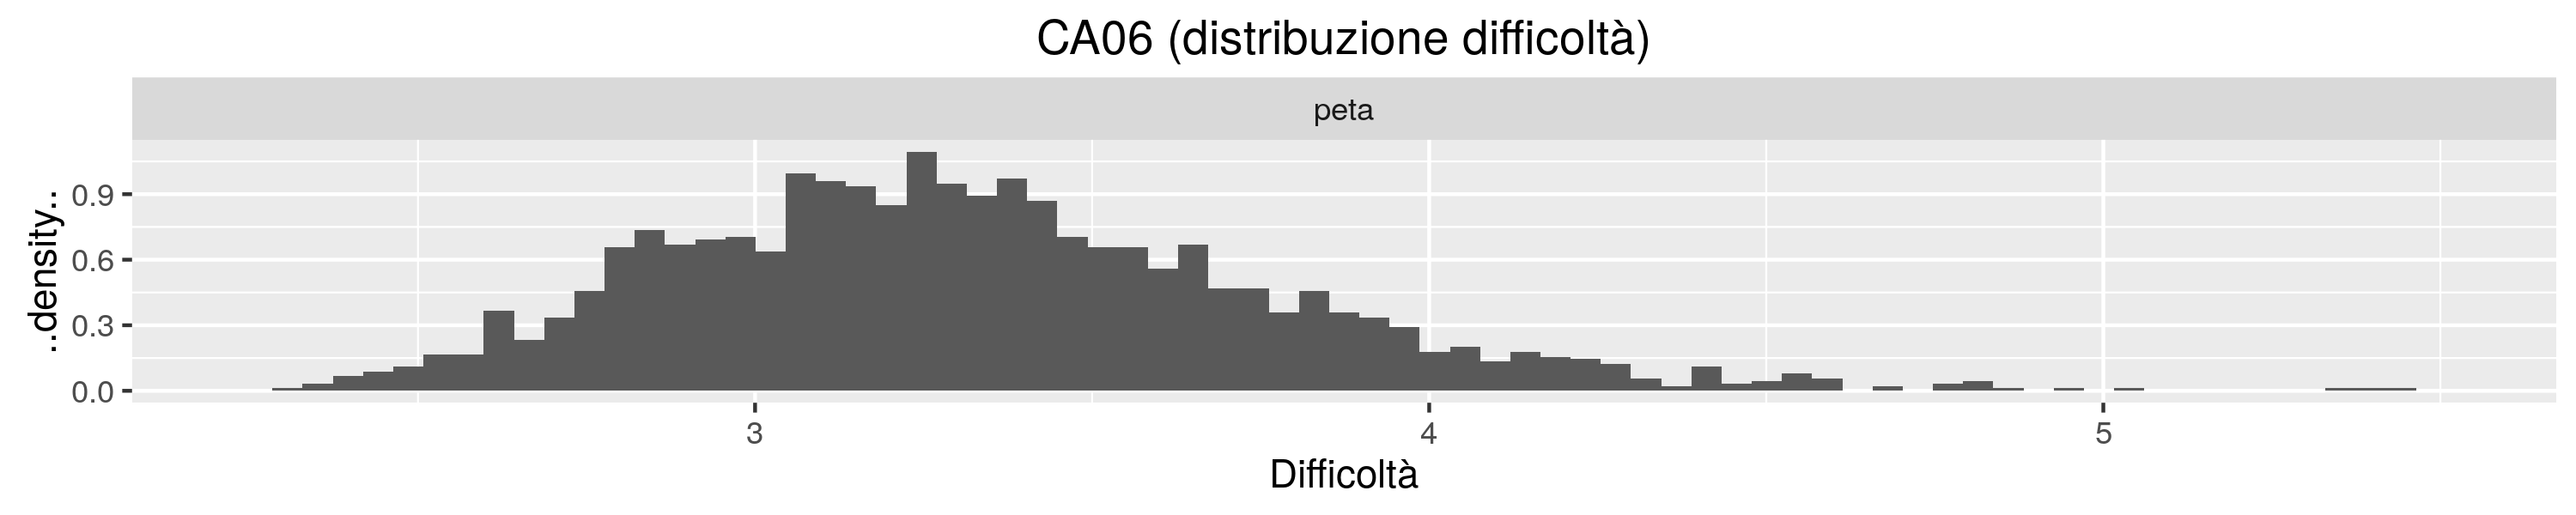 CA06 (distribuzione difficoltà)
peta
..density..
0.9
0.6
0.3
0.0
3
4
5
Difficoltà